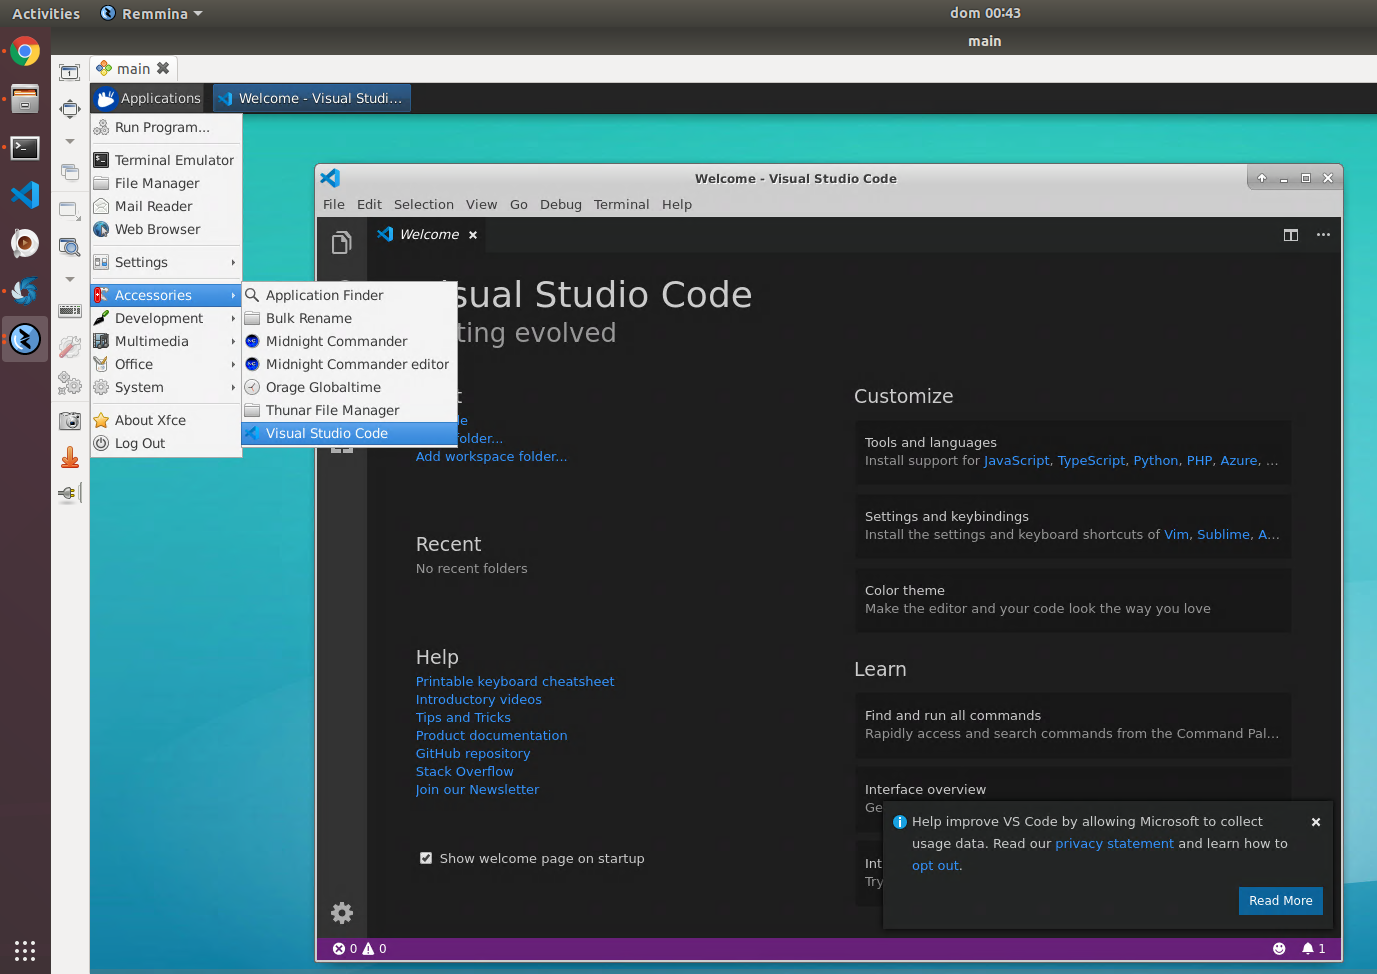 Activities
Remmina
dom 00:43
main
main
Applications
Welcome - Visual Studi...
Run Program...
Terminal Emulator
File Manager
Mail Reader
Web Browser
Settings
Accessories
Development
Multimedia
Office
System
About Xfce
Log Out
Application Finder
Bulk Rename
Midnight Commander
Midnight Commander editor
Orage Globaltime
Thunar File Manager
Visual Studio Code
Welcome - Visual Studio Code
File Edit Selection View Go Debug Terminal Help
Welcome
sual Studio Code
ting evolved
older...
Add workspace folder...
Recent
No recent folders
Help
Printable keyboard cheatsheet
Introductory videos
Tips and Tricks
Product documentation
GitHub repository
Stack Overflow
Join our Newsletter
Show welcome page on startup
Customize
Tools and languages
Install support for JavaScript, TypeScript, Python, PHP, Azure, ...
Settings and keybindings
Install the settings and keyboard shortcuts of Vim, Sublime, A...
Color theme
Make the editor and your code look the way you love
Learn
Find and run all commands
Rapidly access and search commands from the Command Pal...
Interface overview
Ge
Int
Try
Help improve VS Code by allowing Microsoft to collect
usage data. Read our privacy statement and learn how to
opt out.
Read More
0 0
1